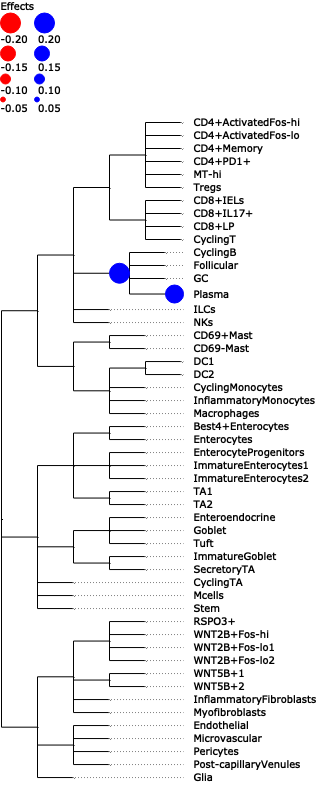 Effects
-0.20 0.20
-0.15 0.15
-0.10 0.10
-0.05 0.05
CD4+ActivatedFos-hi
CD4+ActivatedFos-lo
CD4+Memory
CD4+PD1+
MT-hi
Tregs
CD8+IELs
CD8+IL17+
CD8+LP
CyclingT
CyclingB
Follicular
GC
Plasma
ILCs
NKs
CD69+Mast
CD69-Mast
DC1
DC2
CyclingMonocytes
InflammatoryMonocytes
Macrophages
Best4+Enterocytes
Enterocytes
EnterocyteProgenitors
ImmatureEnterocytes1
ImmatureEnterocytes2
TA1
TA2
Enteroendocrine
Goblet
Tuft
ImmatureGoblet
SecretoryTA
CyclingTA
Mcells
Stem
RSPO3+
WNT2B+Fos-hi
WNT2B+Fos-lo1
WNT2B+Fos-lo2
WNT5B+1
WNT5B+2
InflammatoryFibroblasts
Myofibroblasts
Endothelial
Microvascular
Pericytes
Post-capillaryVenules
Glia